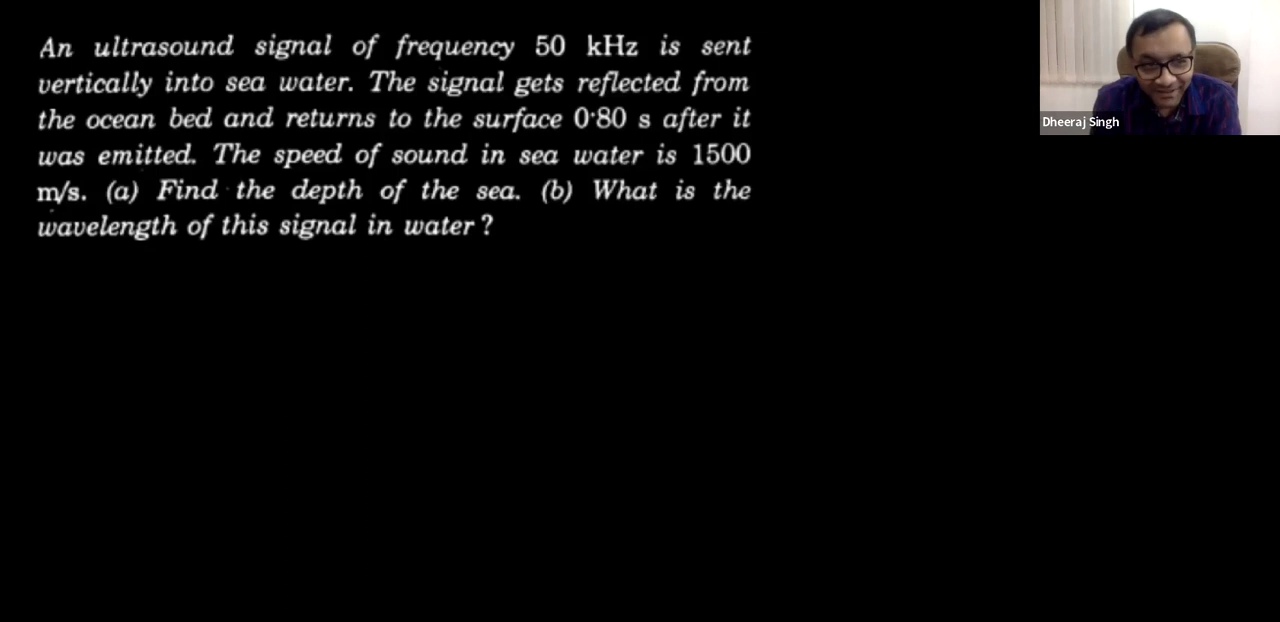 An ultrasound signal of frequency 50 kHz is sent
vertically into sea water. The signal gets reflected from
the ocean bed and returns to the surface 0·80 s after it
was emitted. The speed of sound in sea water is 1500
m/s. (a) Find the depth of the sea. (b) What is the
wavelength of this signal in water ?
Dheeraj Singh